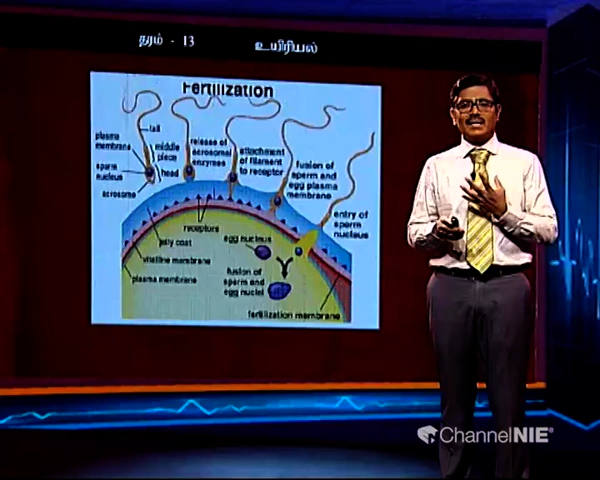 தரம் - 13 உயிரியல்
Fertilization
tail
plasma
membrane
middle
piece
head
sperm
nucleus
acrosome
release of
acrosomal
enzymes
attachment
of filament
to receptor
fusion of
sperm and
egg plasma
membrane
entry of
sperm
nucleus
receptors
jelly coat
vitelline membrane
plasma membrane
egg nucleus
fusion of
sperm and
egg nuclei
fertilization membrane
ChannelNIE®